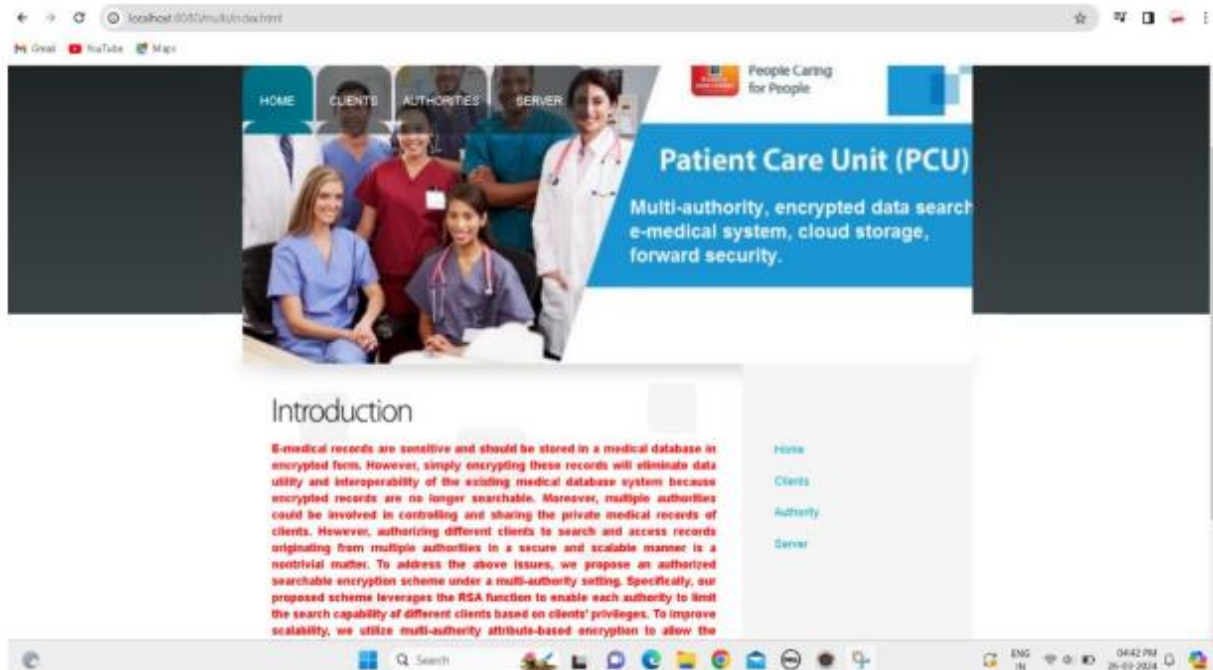 localhost:8080/multi/index.html
Gmail YouTube Maps
People Caring
for People
HOME CLIENTS AUTHORITIES SERVER
Patient Care Unit (PCU)
Multi-authority, encrypted data search
e-medical system, cloud storage,
forward security.
Introduction
E-medical records are sensitive and should be stored in a medical database in
encrypted form. However, simply encrypting these records will eliminate data
utility and interoperability of the existing medical database system because
encrypted records are no longer searchable. Moreover, multiple authorities
could be involved in controlling and sharing the private medical records of
clients. However, authorizing different clients to search and access records
originating from multiple authorities in a secure and scalable manner is a
nontrivial matter. To address the above issues, we propose an authorized
searchable encryption scheme under a multi-authority setting. Specifically, our
proposed scheme leverages the RSA function to enable each authority to limit
the search capability of different clients based on clients' privileges. To improve
scalability, we utilize multi-authority attribute-based encryption to allow the
Home
Clients
Authority
Server
Search
ENG
IN
04:42 PM